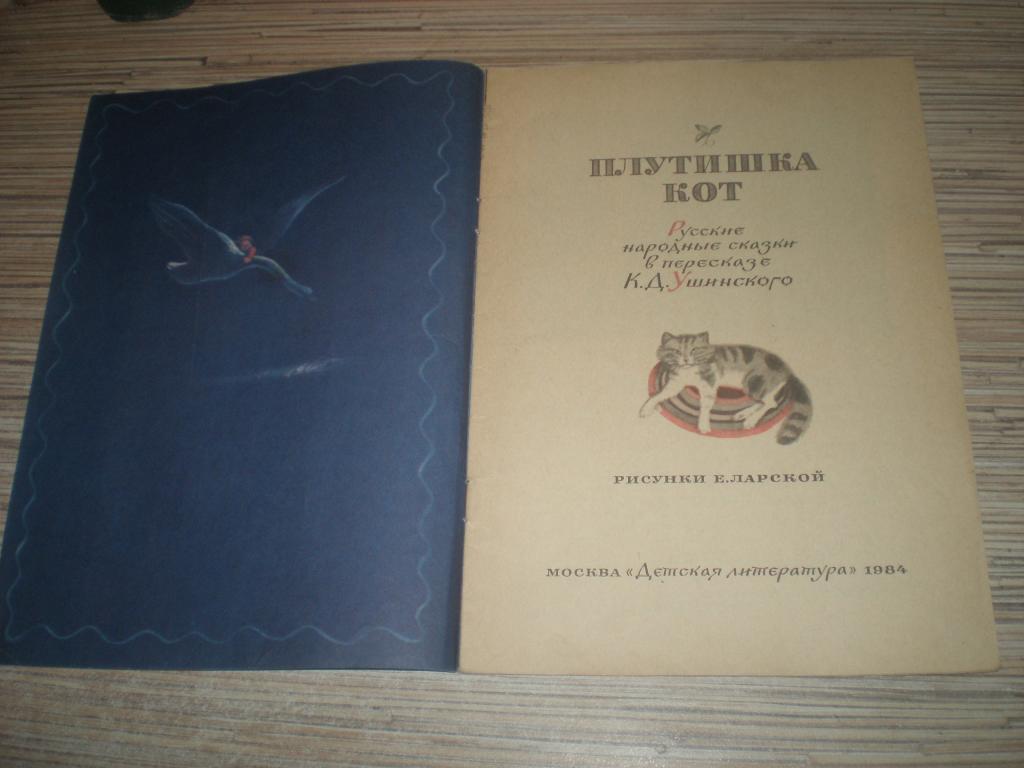 ПЛУТИШКА
КОТ
Русские
народные сказки
в пересказе
К.Д.Ушинского
РИСУНКИ Е.ЛАРСКОЙ
МОСКВА «Детская литература» 1984